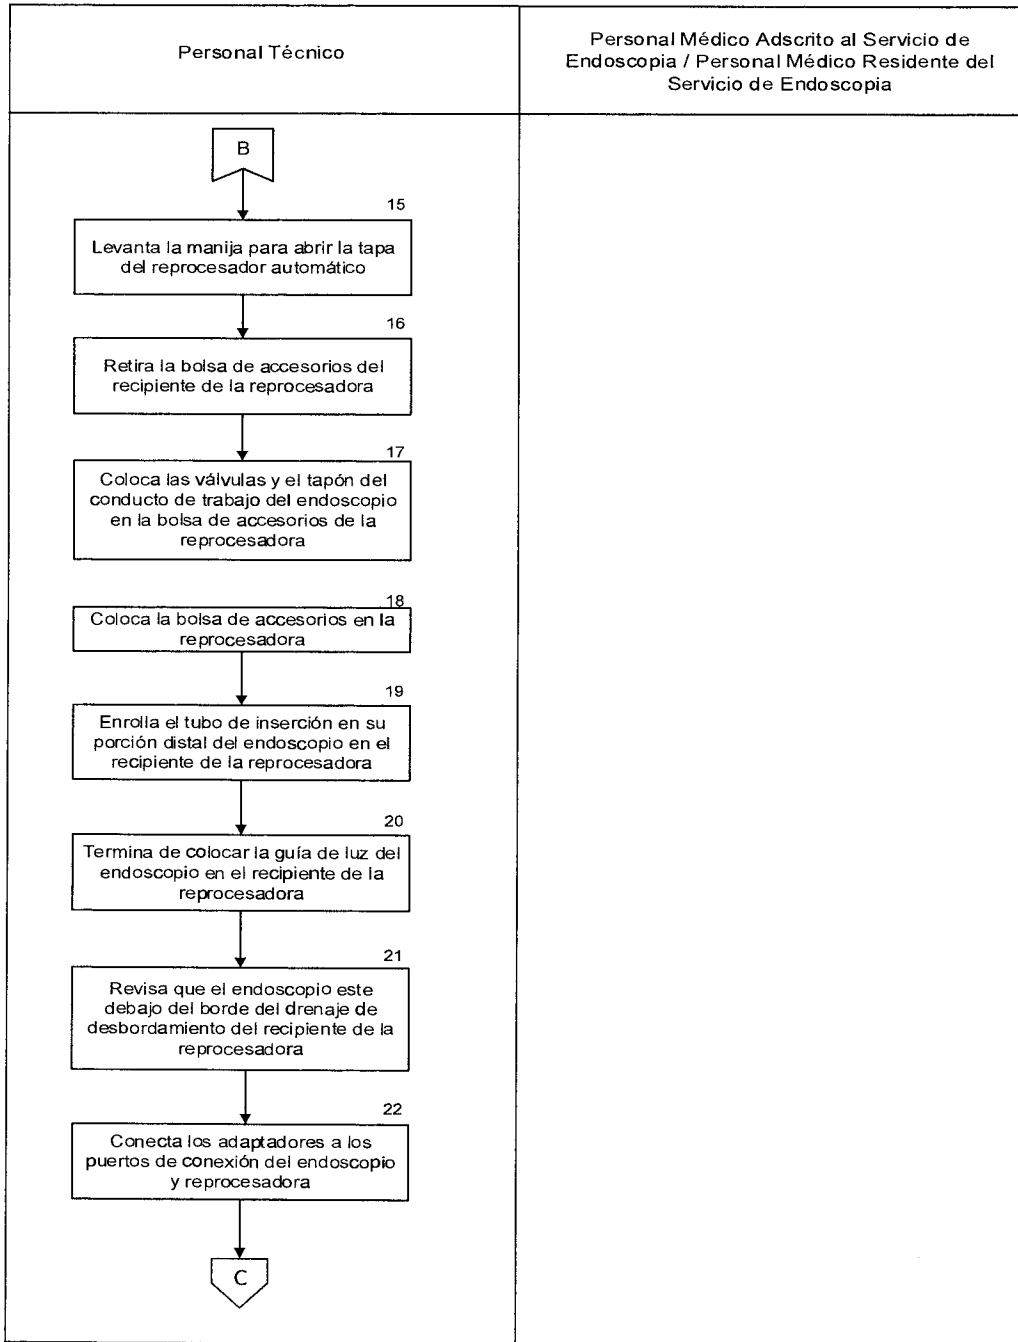 Personal Técnico
Personal Médico Adscrito al Servicio de
Endoscopia / Personal Médico Residente del
Servicio de Endoscopia
B
15
Levanta la manija para abrir la tapa
del reprocesador automático
16
Retira la bolsa de accesorios del
recipiente de la reprocesadora
17
Coloca las válvulas y el tapón del
conducto de trabajo del endoscopio
en la bolsa de accesorios de la
reprocesadora
18
Coloca la bolsa de accesorios en la
reprocesadora
19
Enrolla el tubo de inserción en su
porción distal del endoscopio en el
recipiente de la reprocesadora
20
Termina de colocar la guía de luz del
endoscopio en el recipiente de la
reprocesadora
21
Revisa que el endoscopio este
debajo del borde del drenaje de
desbordamiento del recipiente de la
reprocesadora
22
Conecta los adaptadores a los
puertos de conexión del endoscopio
y reprocesadora
C